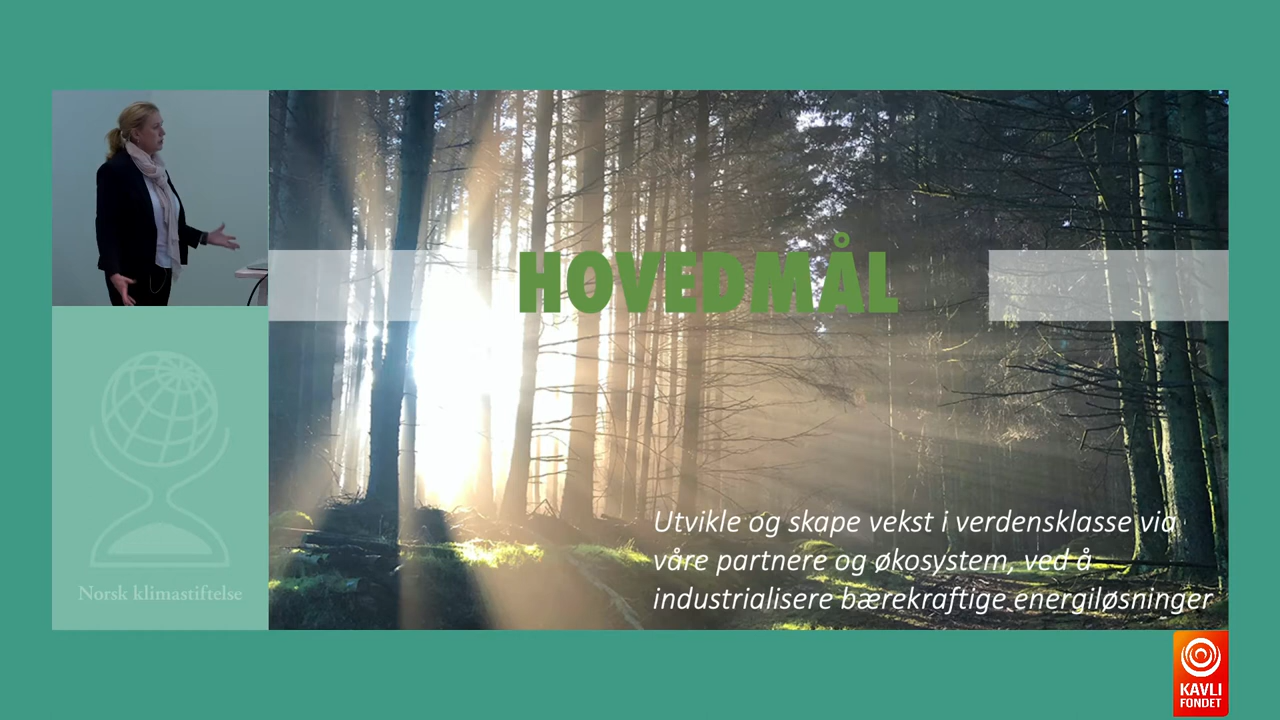 HOVEDMÅL
Utvikle og skape vekst i verdensklasse via
våre partnere og økosystem, ved å
industrialisere bærekraftige energiløsninger
Norsk klimastiftelse
KAVLI
FONDET